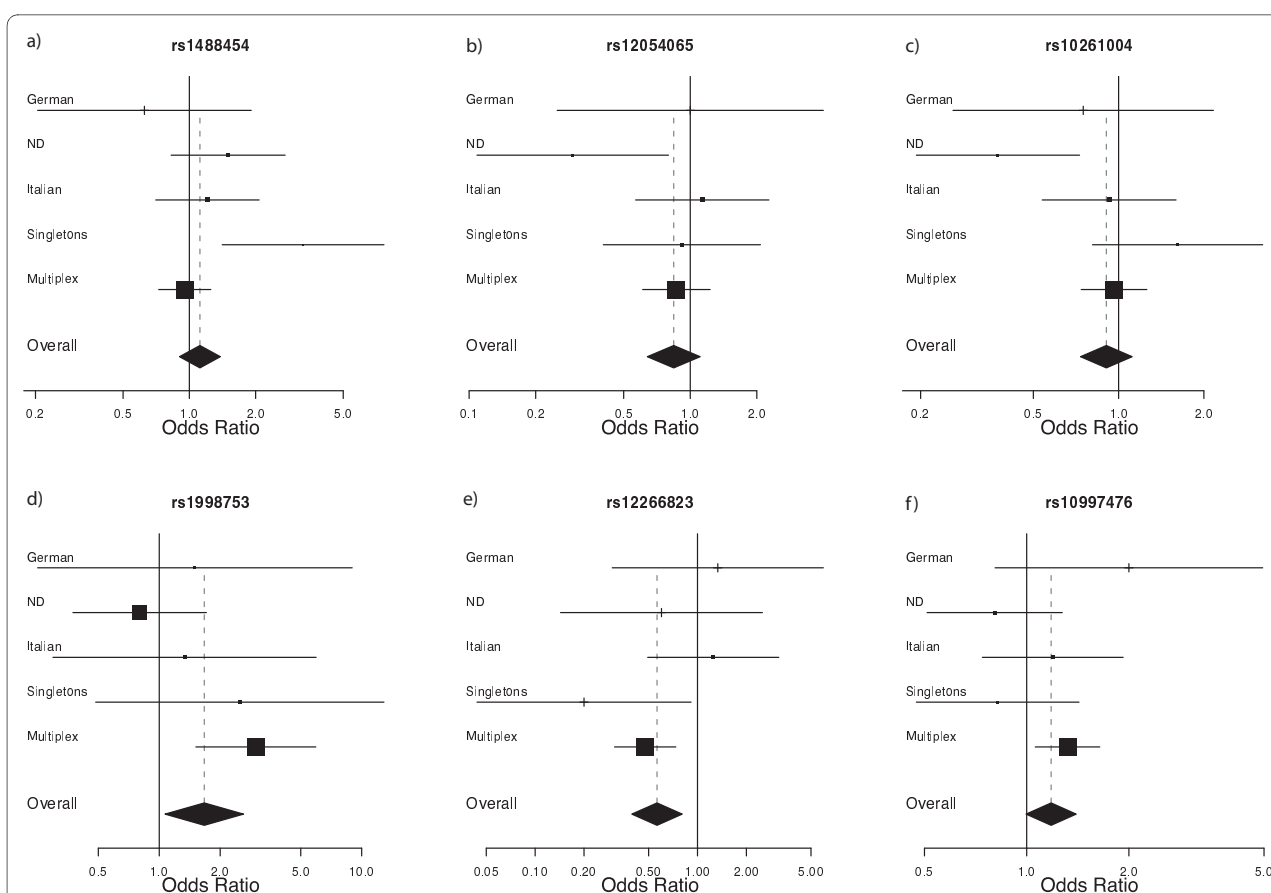 a)
rs1488454
German
ND
Italian
Singletons
Multiplex
Overall
0.2 0.5 1.0 2.0 5.0
Odds Ratio
b)
rs12054065
German
ND
Italian
Singletons
Multiplex
Overall
0.1 0.2 0.5 1.0 2.0
Odds Ratio
c)
rs10261004
German
ND
Italian
Singletons
Multiplex
Overall
0.2 0.5 1.0 2.0
Odds Ratio
d)
rs1998753
German
ND
Italian
Singletons
Multiplex
Overall
0.5 1.0 2.0 5.0 10.0
Odds Ratio
e)
rs12266823
German
ND
Italian
Singletons
Multiplex
Overall
0.05 0.10 0.20 0.50 1.00 2.00 5.00
Odds Ratio
f)
rs10997476
German
ND
Italian
Singletons
Multiplex
Overall
0.5 1.0 2.0 5.0
Odds Ratio